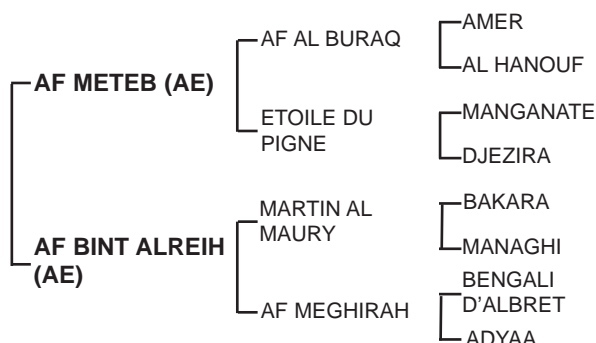 AF METEB (AE)
AF AL BURAQ
AMER
AL HANOUF
ETOILE DU
PIGNE
MANGANATE
DJEZIRA
AF BINT ALREIH
(AE)
MARTIN AL
MAURY
BAKARA
MANAGHI
AF MEGHIRAH
BENGALI
D'ALBRET
ADYAA